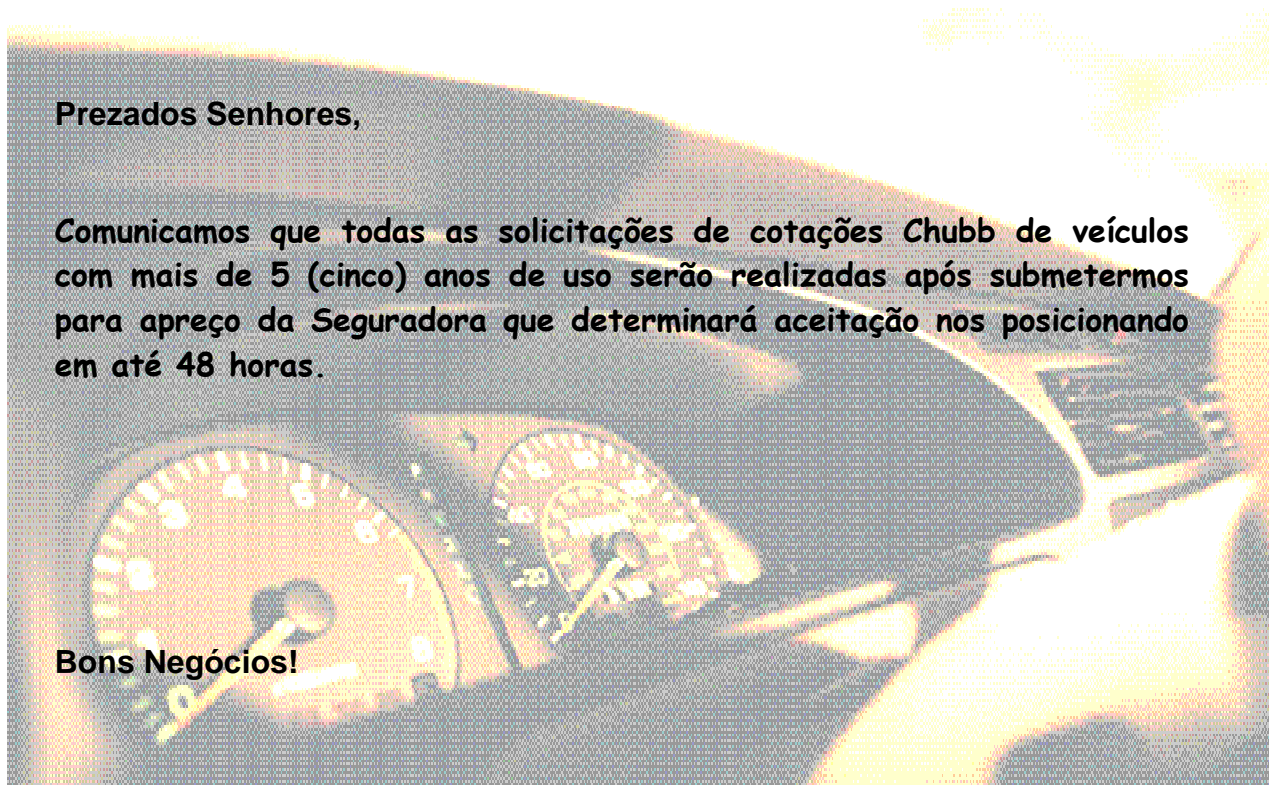 Prezados Senhores,
Comunicamos que todas as solicitações de cotações Chubb de veículos
com mais de 5 (cinco) anos de uso serão realizadas após submetermos
para apreço da Seguradora que determinará aceitação nos posicionando
em até 48 horas.
Bons Negócios!